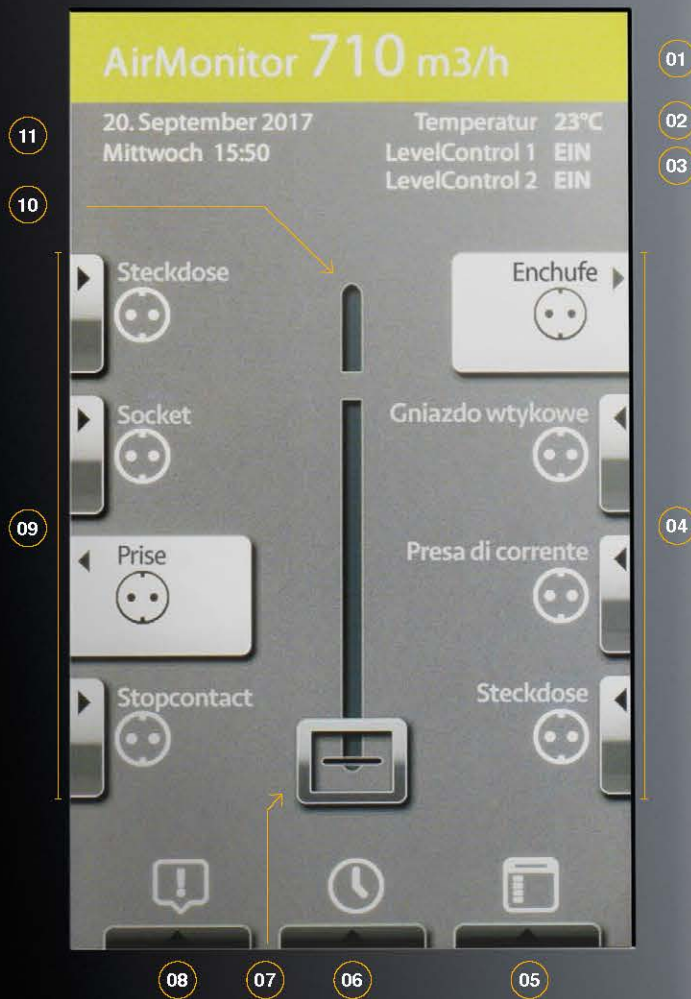 AirMonitor 710 m3/h
01
20. September 2017
Mittwoch 15:50
Temperatur 23°C
LevelControl 1 EIN
LevelControl 2 EIN
02
03
11
10
Steckdose
Enchufe
Socket
Gniazdo wtykowe
09
04
Prise
Presa di corrente
Stopcontact
Steckdose
08
07
06
05